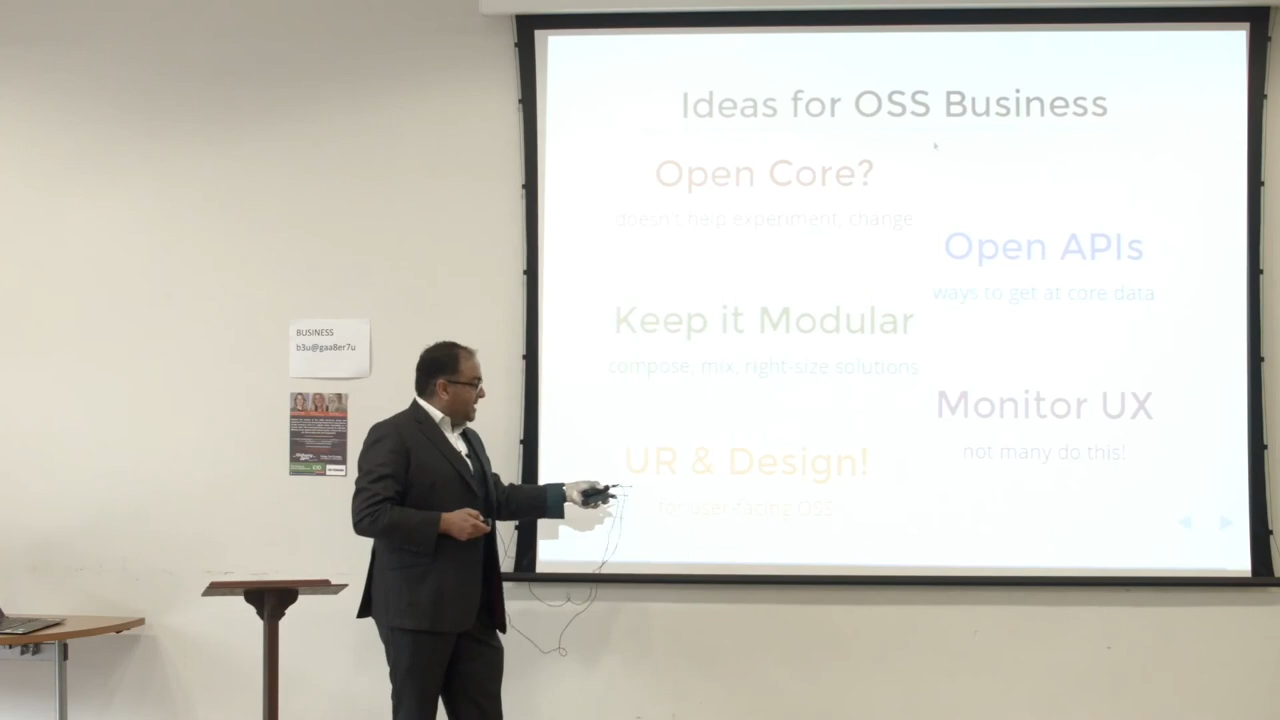 Ideas for OSS Business
Open Core?
doesn't help experiment, change
Open APIs
ways to get at core data
Keep it Modular
compose, mix, right-size solutions
Monitor UX
not many do this!
UR & Design!
for user-facing OSS
BUSINESS
b3u@gaa8er7u